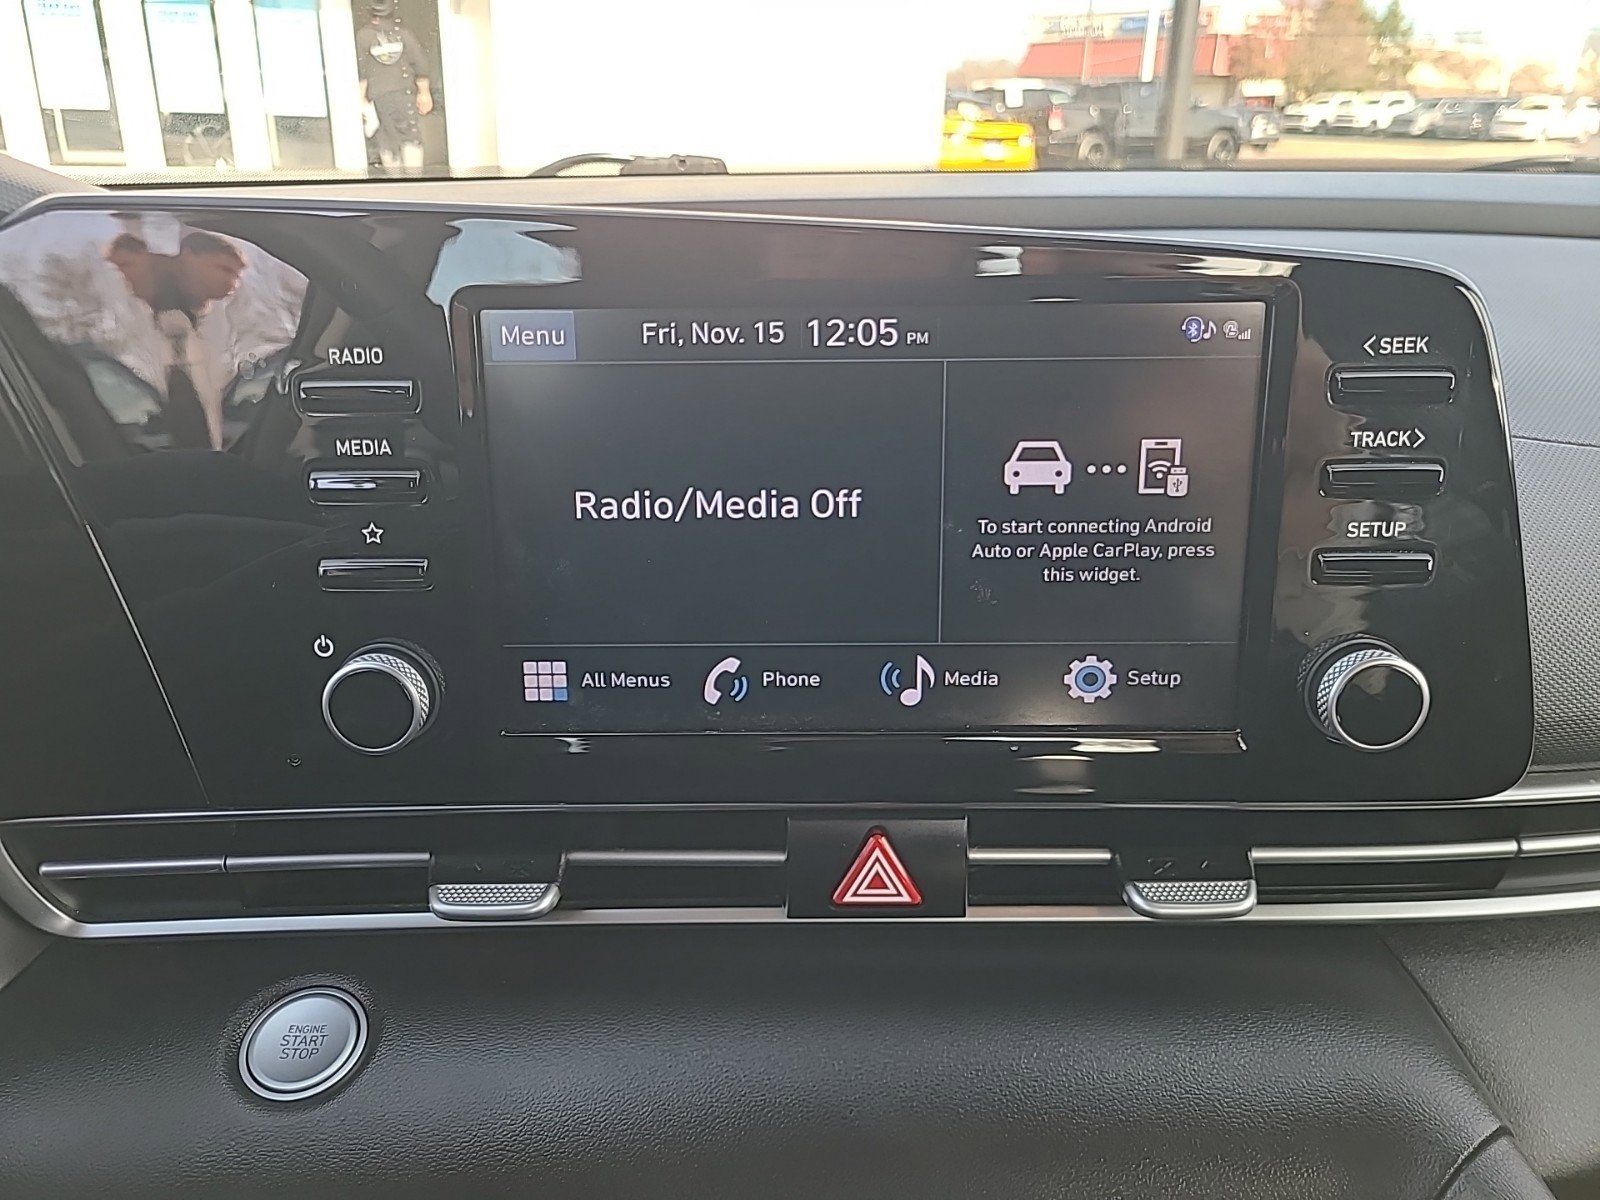 Menu
Fri, Nov. 15
12:05 PM
RADIO
MEDIA
Radio/Media Off
To start connecting Android
Auto or Apple CarPlay, press
this widget.
<SEEK
TRACK>
SETUP
All Menus
Phone
Media
Setup
ENGINE
START
STOP